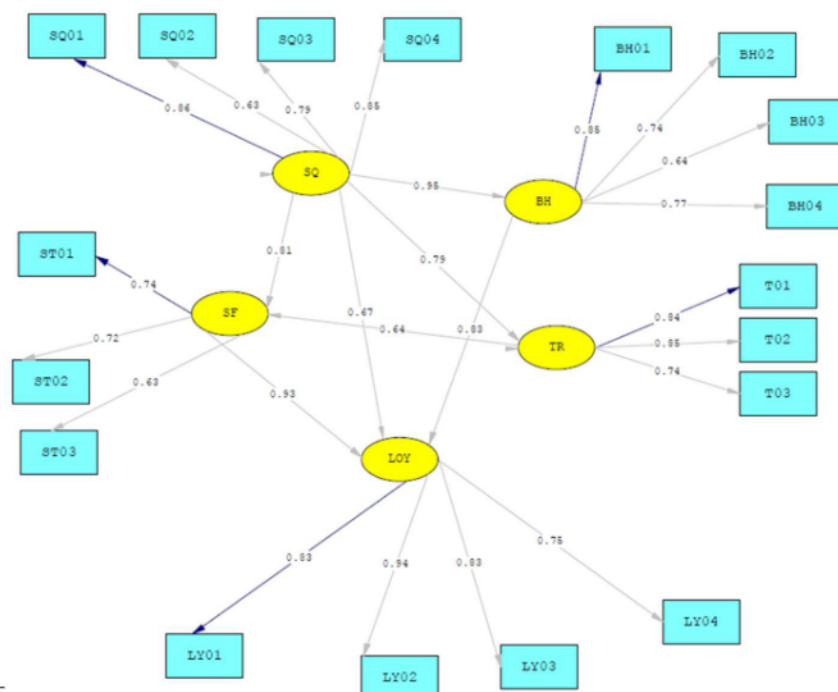 SQ01
SQ02
SQ03
SQ04
BH01
BH02
BH03
BH04
0.86
0.63
0.79
0.85
0.85
0.74
0.64
0.77
SQ
0.95
BH
ST01
0.81
0.79
T01
0.74
SF
0.67
0.64
0.83
TR
0.84
0.85
0.74
T02
T03
0.72
ST02
0.63
0.93
ST03
LOY
0.83
0.94
0.83
0.75
LY01
LY02
LY03
LY04